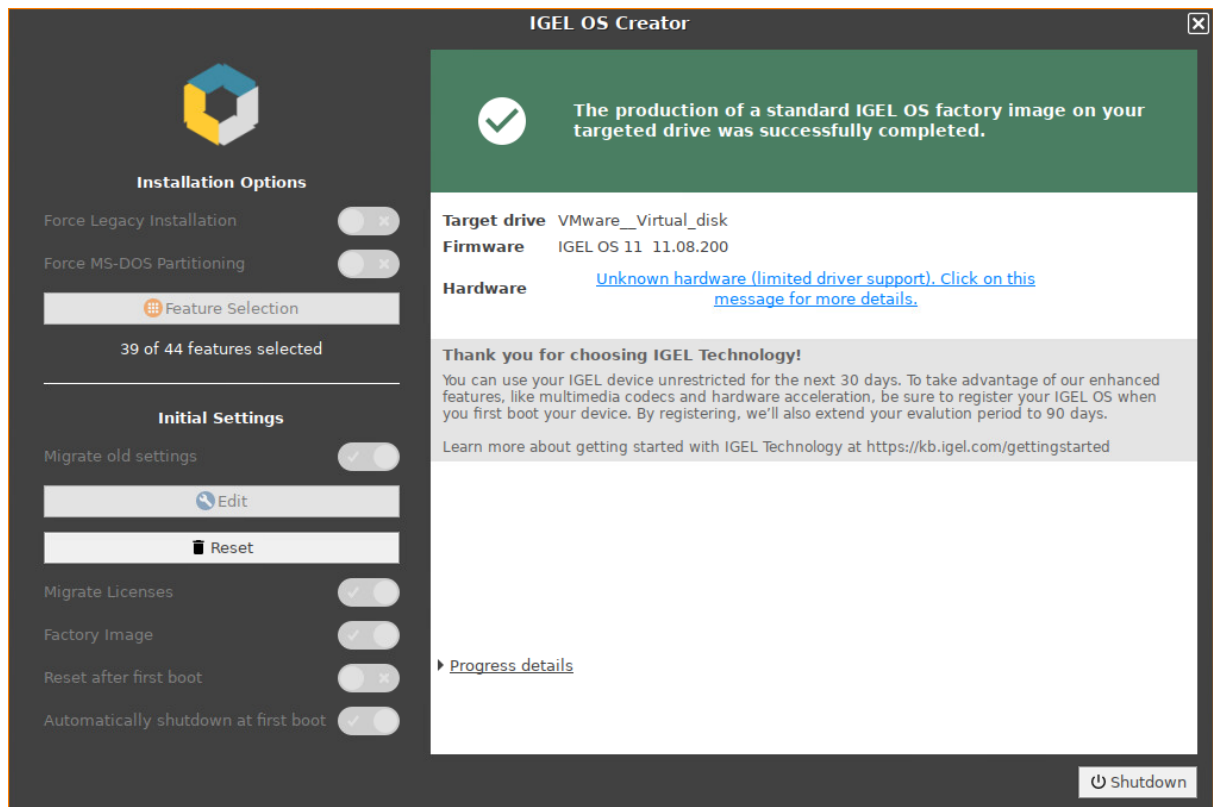 IGEL OS Creator
The production of a standard IGEL OS factory image on your
targeted drive was successfully completed.
Installation Options
Force Legacy Installation
Force MS-DOS Partitioning
Feature Selection
39 of 44 features selected
Initial Settings
Migrate old settings
Edit
Reset
Migrate Licenses
Factory Image
Reset after first boot
Automatically shutdown at first boot
Target drive VMware__Virtual_disk
Firmware IGEL OS 11 11.08.200
Hardware Unknown hardware (limited driver support). Click on this
message for more details.
Thank you for choosing IGEL Technology!
You can use your IGEL device unrestricted for the next 30 days. To take advantage of our enhanced
features, like multimedia codecs and hardware acceleration, be sure to register your IGEL OS when
you first boot your device. By registering, we'll also extend your evalution period to 90 days.
Learn more about getting started with IGEL Technology at https://kb.igel.com/gettingstarted
Progress details
Shutdown